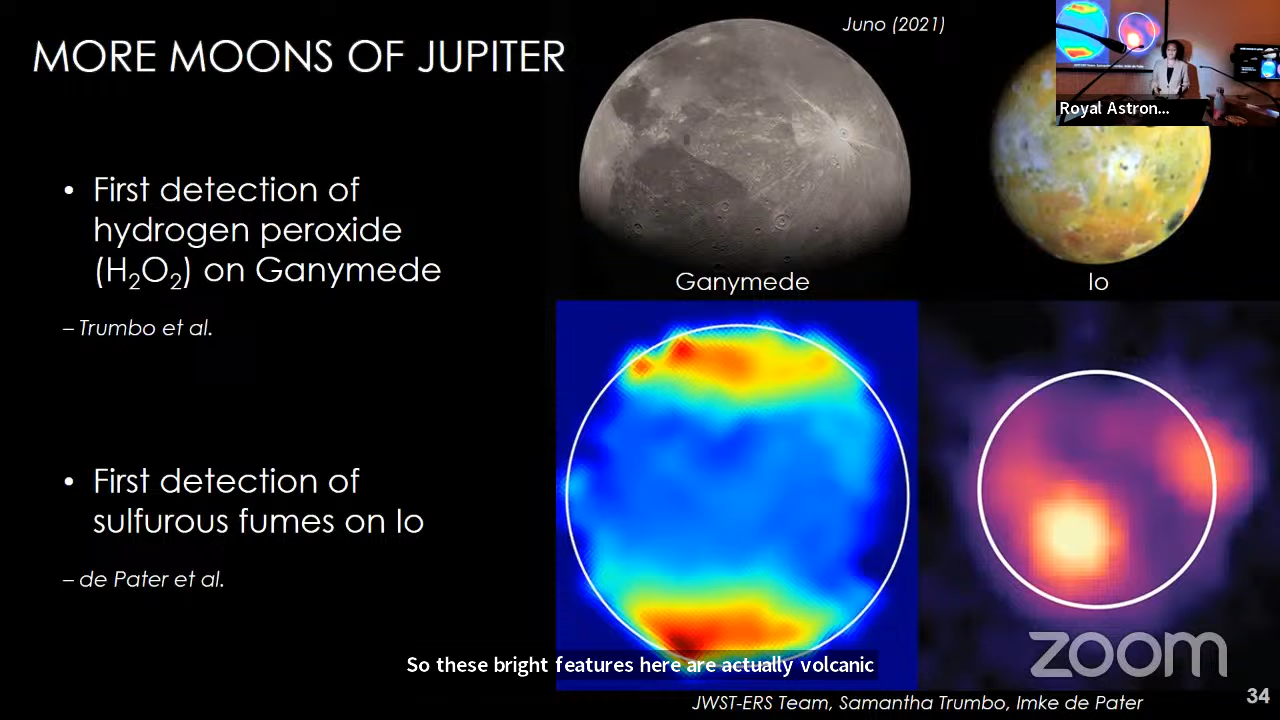 MORE MOONS OF JUPITER
Juno (2021)
Royal Astron...
• First detection of
hydrogen peroxide
(H₂O₂) on Ganymede
– Trumbo et al.
Ganymede
Io
• First detection of
sulfurous fumes on Io
– de Pater et al.
So these bright features here are actually volcanic
zoom
JWST-ERS Team, Samantha Trumbo, Imke de Pater
34